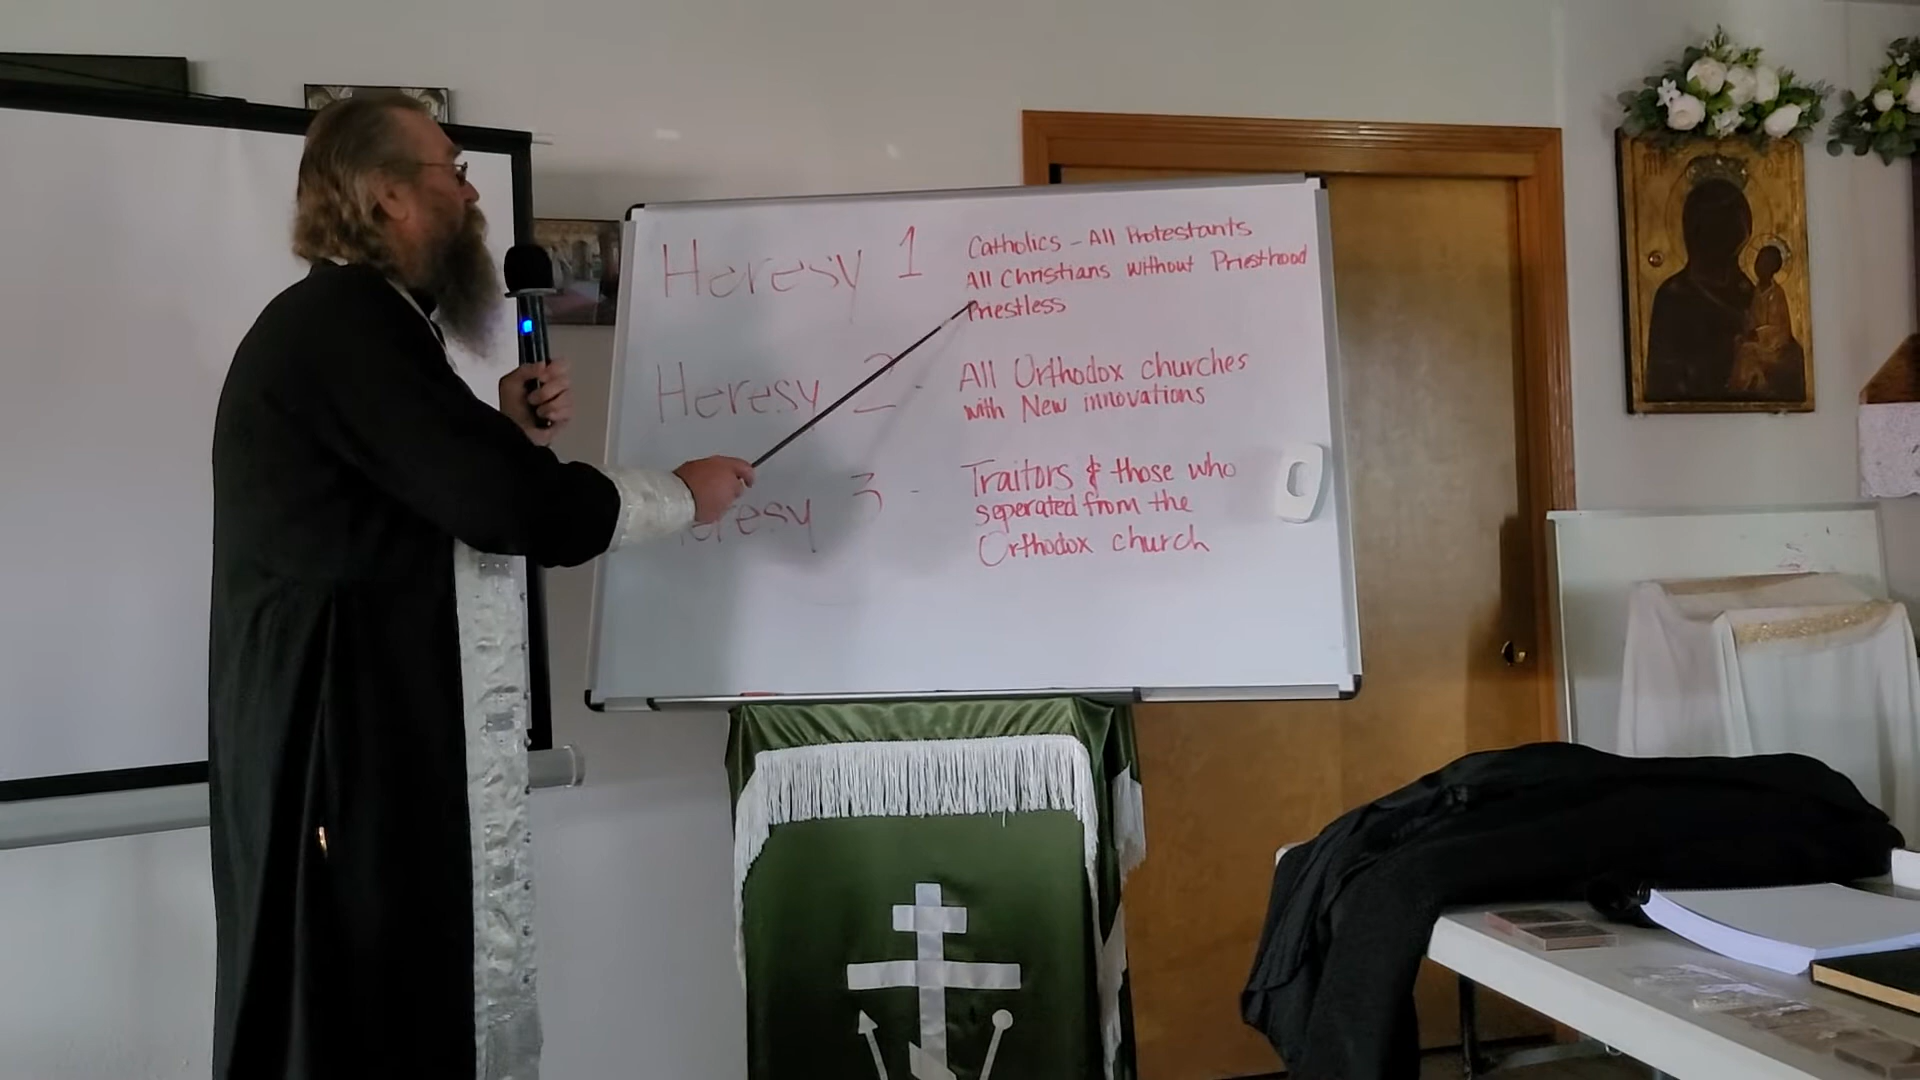 Heresy 1 Catholics - All Protestants
All Christians without Priesthood
Priestless
Heresy 2 - All Orthodox churches
with New innovations
Heresy 3 - Traitors & those who
seperated from the
Orthodox church